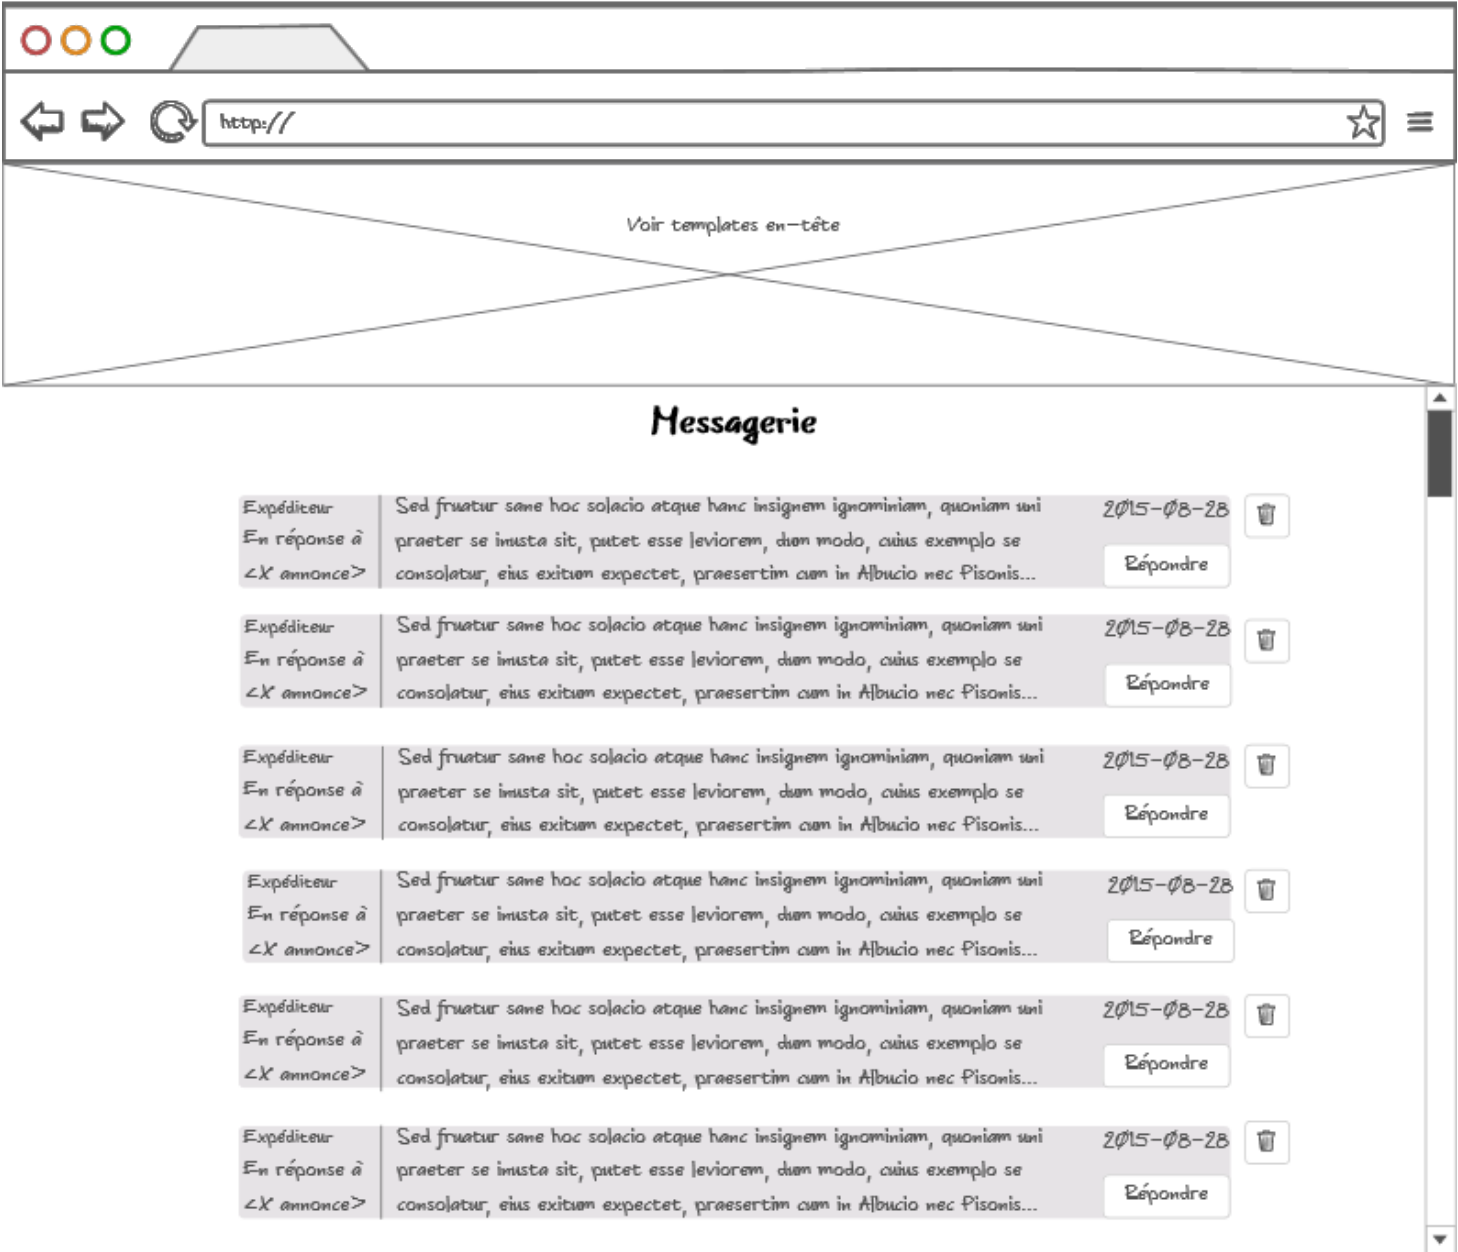 http://
Voir templates en-tête
Messagerie
Expéditeur
En réponse à
<X annonce>
Sed fruatur sane hoc solacio atque hanc insignem ignominiam, quoniam uni
praeter se inusta sit, putet esse leviorem, dum modo, cuius exemplo se
consolatur, eius exitum expectet, praesertim cum in Albucio nec Pisonis...
2015-08-28
Répondre
Expéditeur
En réponse à
<X annonce>
Sed fruatur sane hoc solacio atque hanc insignem ignominiam, quoniam uni
praeter se inusta sit, putet esse leviorem, dum modo, cuius exemplo se
consolatur, eius exitum expectet, praesertim cum in Albucio nec Pisonis...
2015-08-28
Répondre
Expéditeur
En réponse à
<X annonce>
Sed fruatur sane hoc solacio atque hanc insignem ignominiam, quoniam uni
praeter se inusta sit, putet esse leviorem, dum modo, cuius exemplo se
consolatur, eius exitum expectet, praesertim cum in Albucio nec Pisonis...
2015-08-28
Répondre
Expéditeur
En réponse à
<X annonce>
Sed fruatur sane hoc solacio atque hanc insignem ignominiam, quoniam uni
praeter se inusta sit, putet esse leviorem, dum modo, cuius exemplo se
consolatur, eius exitum expectet, praesertim cum in Albucio nec Pisonis...
2015-08-28
Répondre
Expéditeur
En réponse à
<X annonce>
Sed fruatur sane hoc solacio atque hanc insignem ignominiam, quoniam uni
praeter se inusta sit, putet esse leviorem, dum modo, cuius exemplo se
consolatur, eius exitum expectet, praesertim cum in Albucio nec Pisonis...
2015-08-28
Répondre
Expéditeur
En réponse à
<X annonce>
Sed fruatur sane hoc solacio atque hanc insignem ignominiam, quoniam uni
praeter se inusta sit, putet esse leviorem, dum modo, cuius exemplo se
consolatur, eius exitum expectet, praesertim cum in Albucio nec Pisonis...
2015-08-28
Répondre